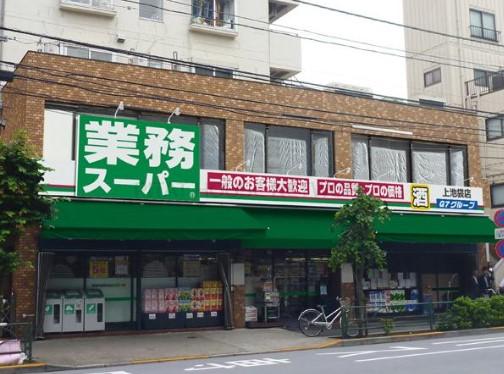 業務
スーパー
一般のお客様大歓迎
プロの品質とプロの価格
酒
上池袋店
G7グループ